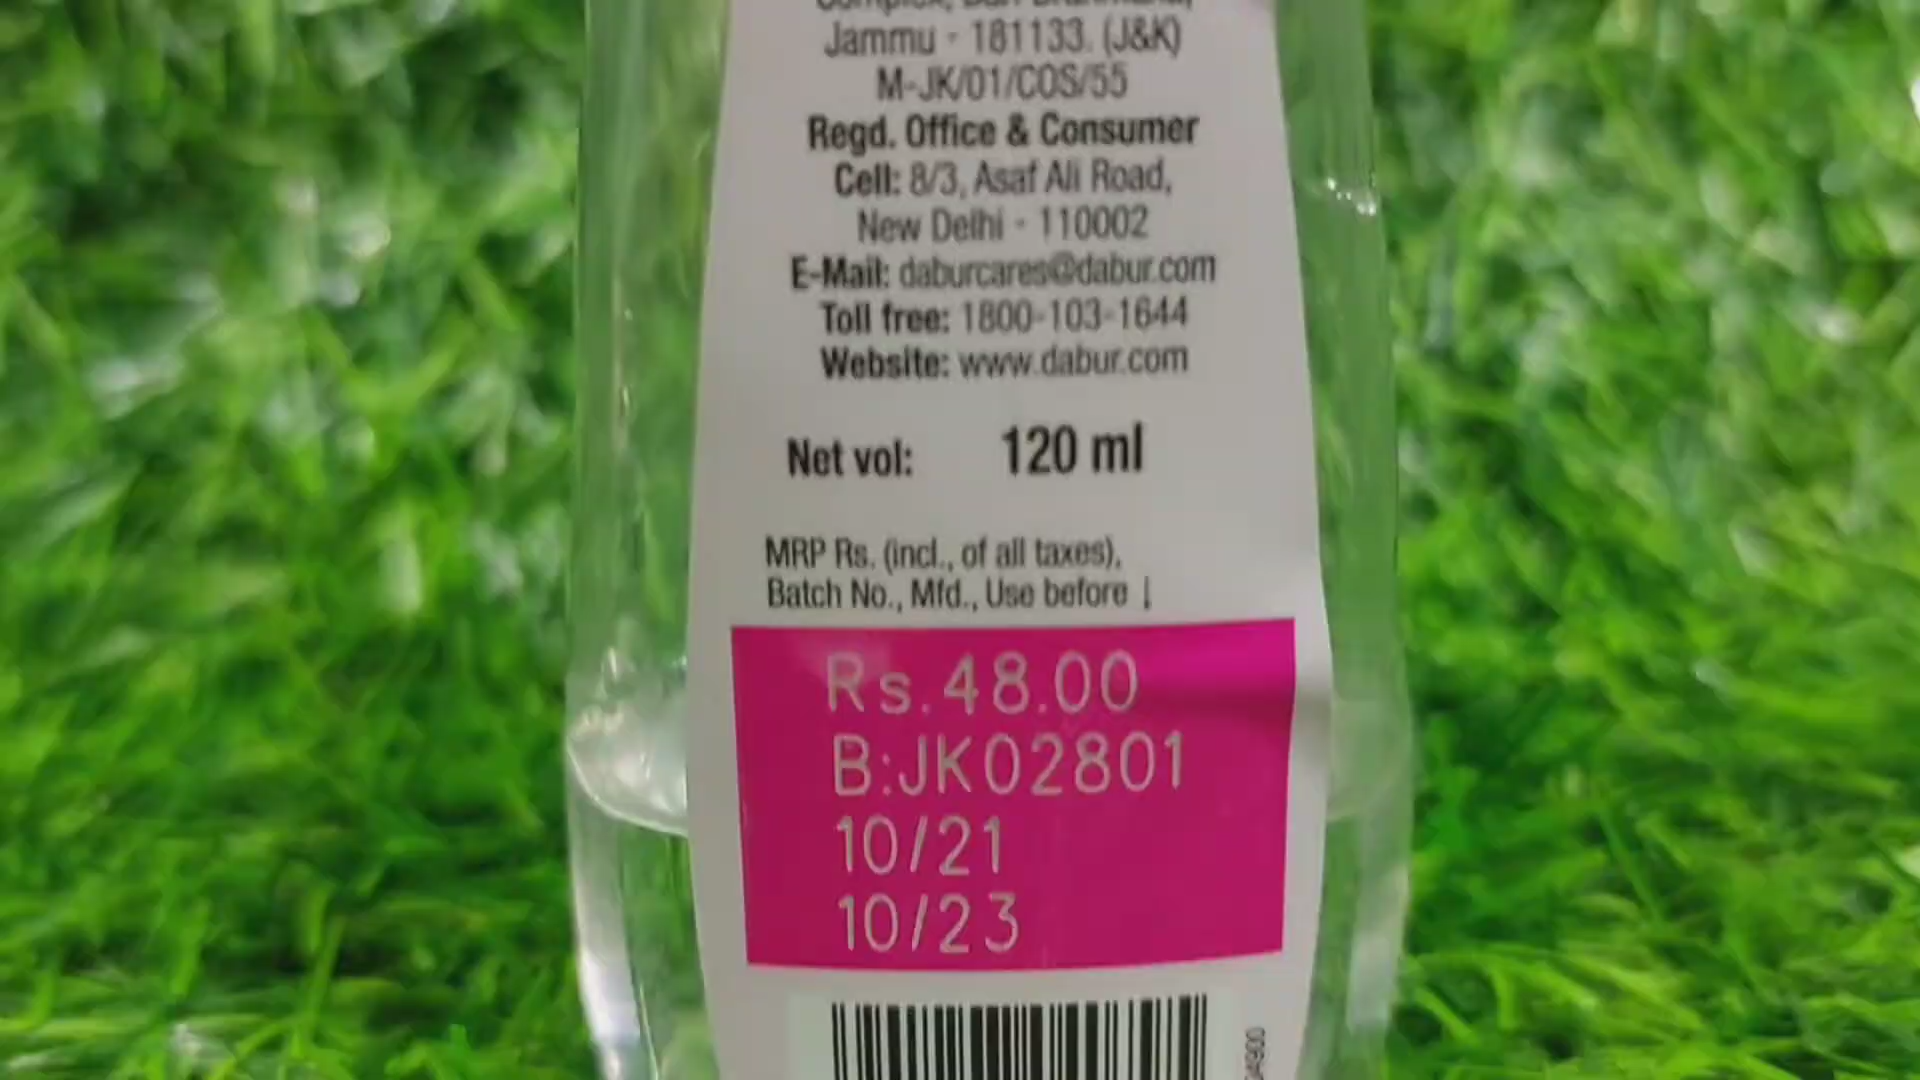 Jammu - 181133. (J&K)
M-JK/01/COS/55
Regd. Office & Consumer
Cell: 8/3, Asaf Ali Road,
New Delhi - 110002
E-Mail: daburcares@dabur.com
Toll free: 1800-103-1644
Website: www.dabur.com
Net vol: 120 ml
MRP Rs. (incl., of all taxes),
Batch No., Mfd., Use before ↓
Rs.48.00
B:JK02801
10/21
10/23